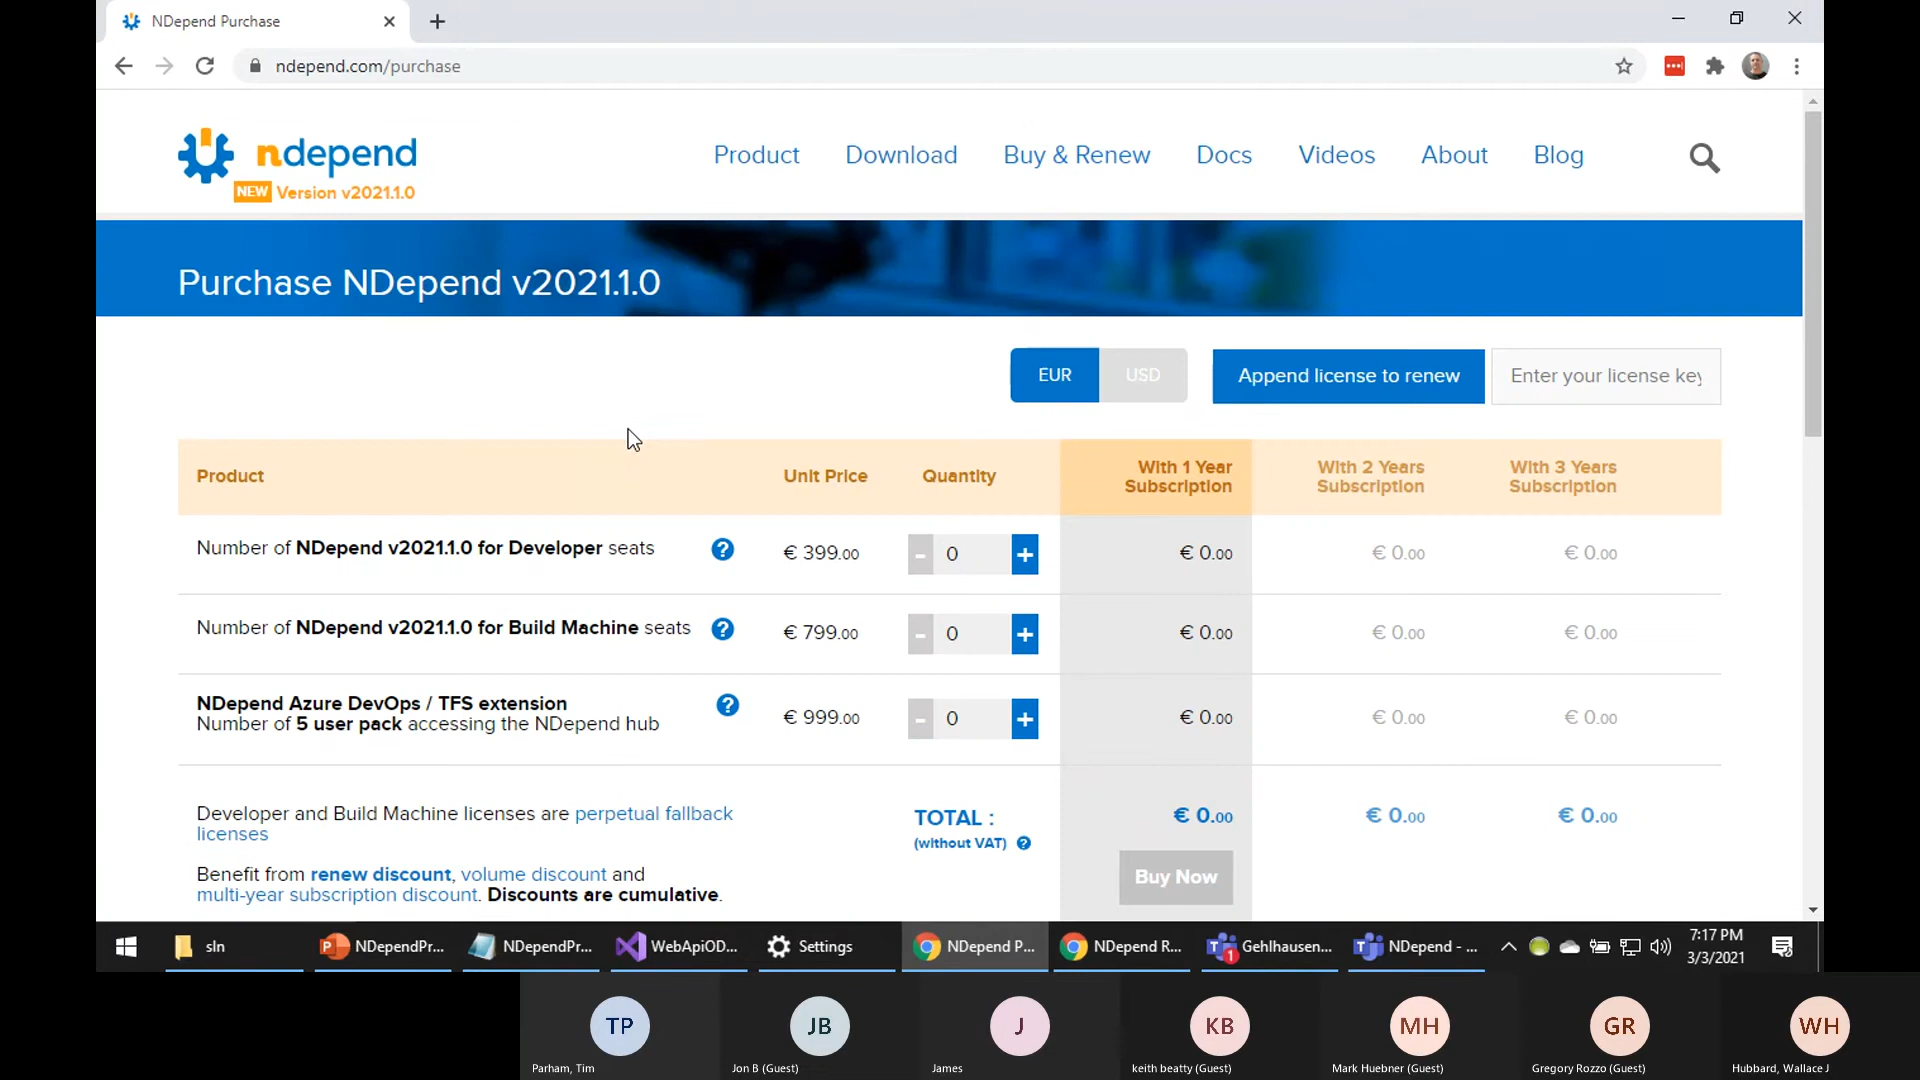 NDepend Purchase
ndepend.com/purchase
ndepend
NEW Version v2021.1.0
Product Download Buy & Renew Docs Videos About Blog
Purchase NDepend v2021.1.0
EUR USD Append license to renew Enter your license key
Product Unit Price Quantity With 1 Year Subscription With 2 Years Subscription With 3 Years Subscription
Number of NDepend v2021.1.0 for Developer seats ? € 399.00 - 0 + € 0.00 € 0.00 € 0.00
Number of NDepend v2021.1.0 for Build Machine seats ? € 799.00 - 0 + € 0.00 € 0.00 € 0.00
NDepend Azure DevOps / TFS extension
Number of 5 user pack accessing the NDepend hub ? € 999.00 - 0 + € 0.00 € 0.00 € 0.00
Developer and Build Machine licenses are perpetual fallback
licenses
TOTAL : € 0.00 € 0.00 € 0.00
(without VAT) ?
Benefit from renew discount, volume discount and
multi-year subscription discount. Discounts are cumulative.
Buy Now
sln NDependPr... NDependPr... WebApiOD... Settings NDepend P... NDepend R... 1 Gehlhausen... NDepend - ... 7:17 PM
3/3/2021
TP JB J KB MH GR WH
Parham, Tim Jon B (Guest) James keith beatty (Guest) Mark Huebner (Guest) Gregory Rozzo (Guest) Hubbard, Wallace J